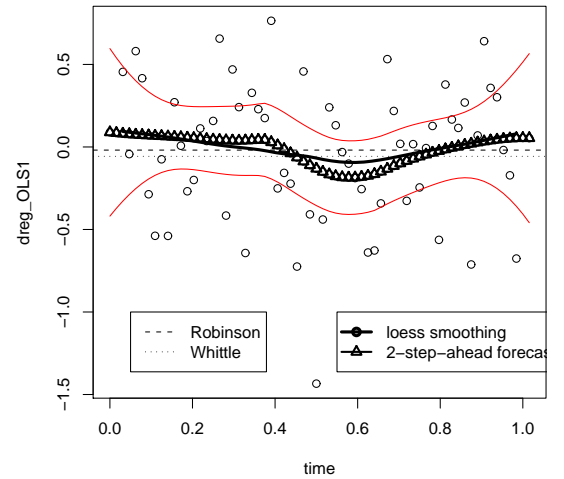 0.5
0.0
−0.5
−1.0
−1.5
dreg_OLS1
Robinson
Whittle
loess smoothing
2−step−ahead forecas
0.0 0.2 0.4 0.6 0.8 1.0
time